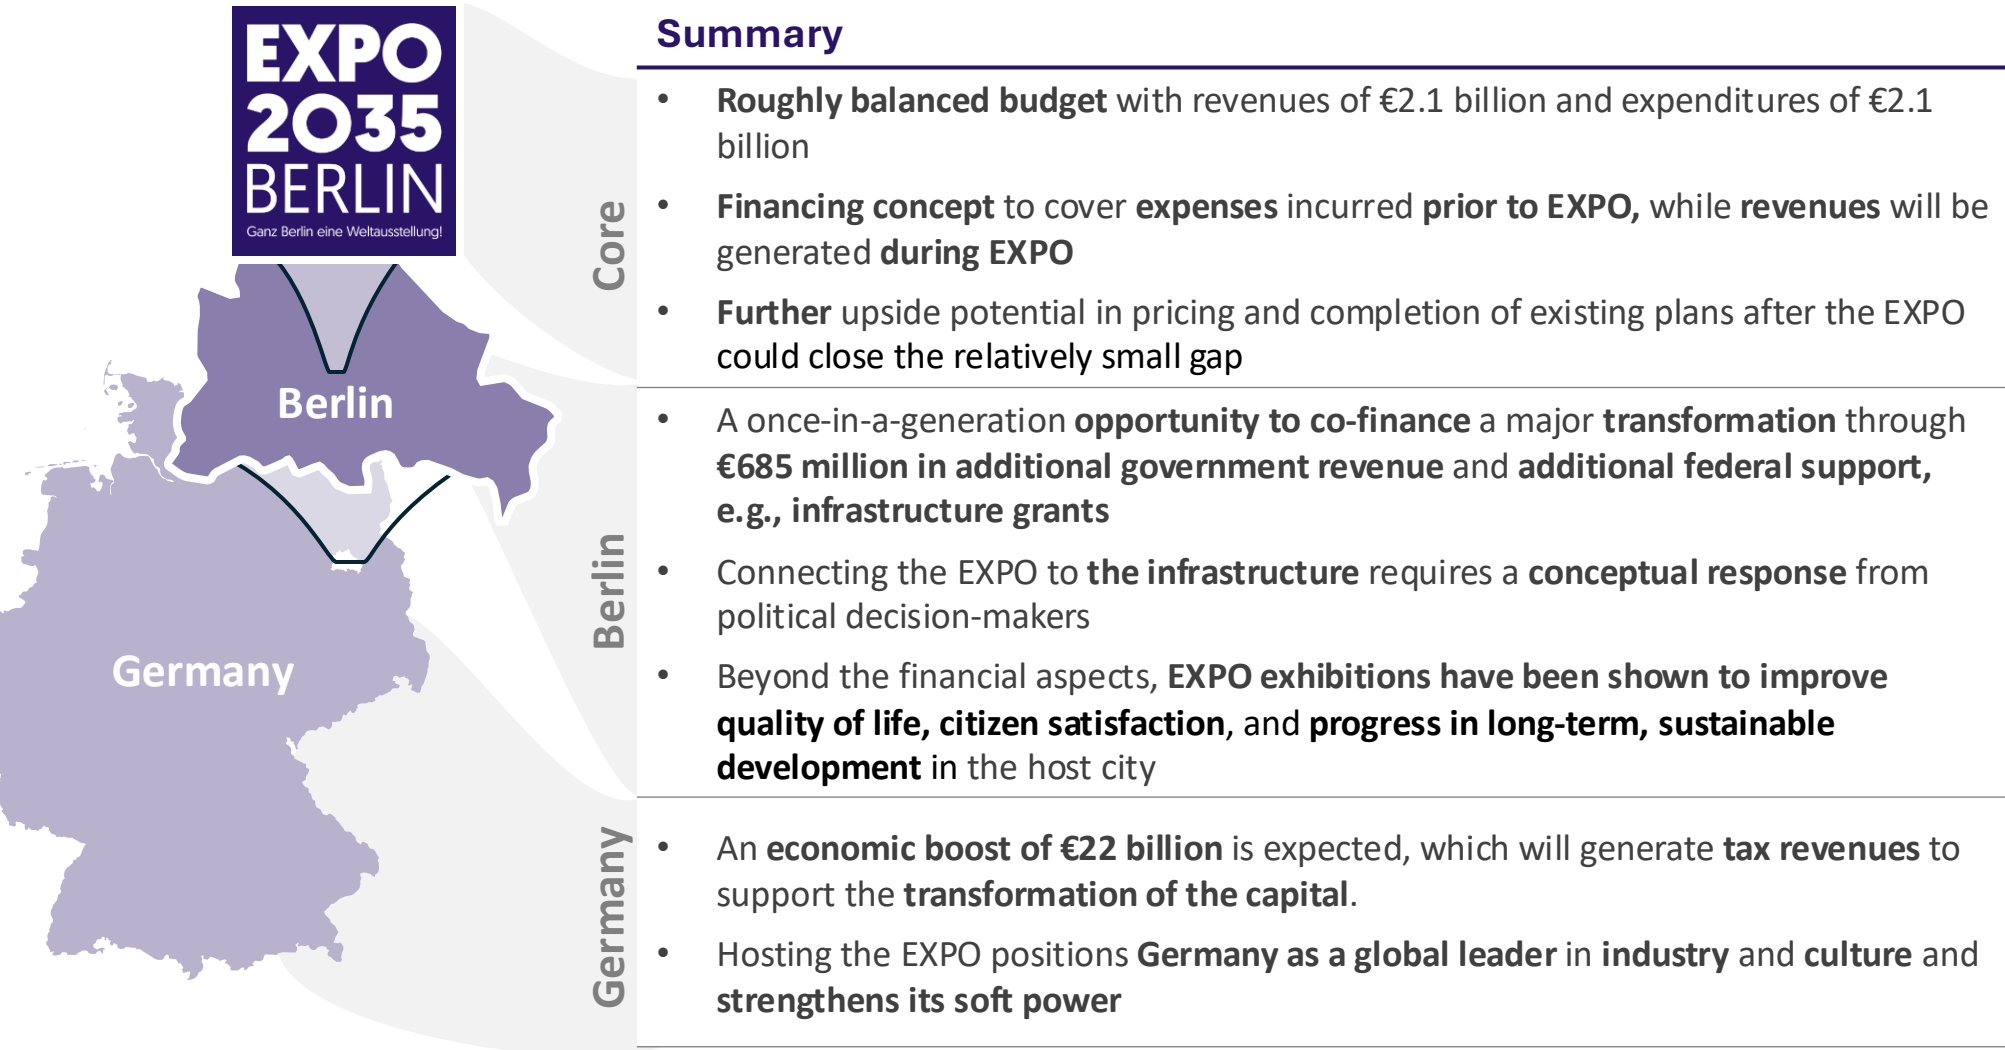 EXPO
2035
BERLIN
Ganz Berlin eine Weltausstellung!
Berlin
Germany
Summary
Core
• Roughly balanced budget with revenues of €2.1 billion and expenditures of €2.1
billion
• Financing concept to cover expenses incurred prior to EXPO, while revenues will be
generated during EXPO
• Further upside potential in pricing and completion of existing plans after the EXPO
could close the relatively small gap
Berlin
• A once-in-a-generation opportunity to co-finance a major transformation through
€685 million in additional government revenue and additional federal support,
e.g., infrastructure grants
• Connecting the EXPO to the infrastructure requires a conceptual response from
political decision-makers
• Beyond the financial aspects, EXPO exhibitions have been shown to improve
quality of life, citizen satisfaction, and progress in long-term, sustainable
development in the host city
Germany
• An economic boost of €22 billion is expected, which will generate tax revenues to
support the transformation of the capital.
• Hosting the EXPO positions Germany as a global leader in industry and culture and
strengthens its soft power